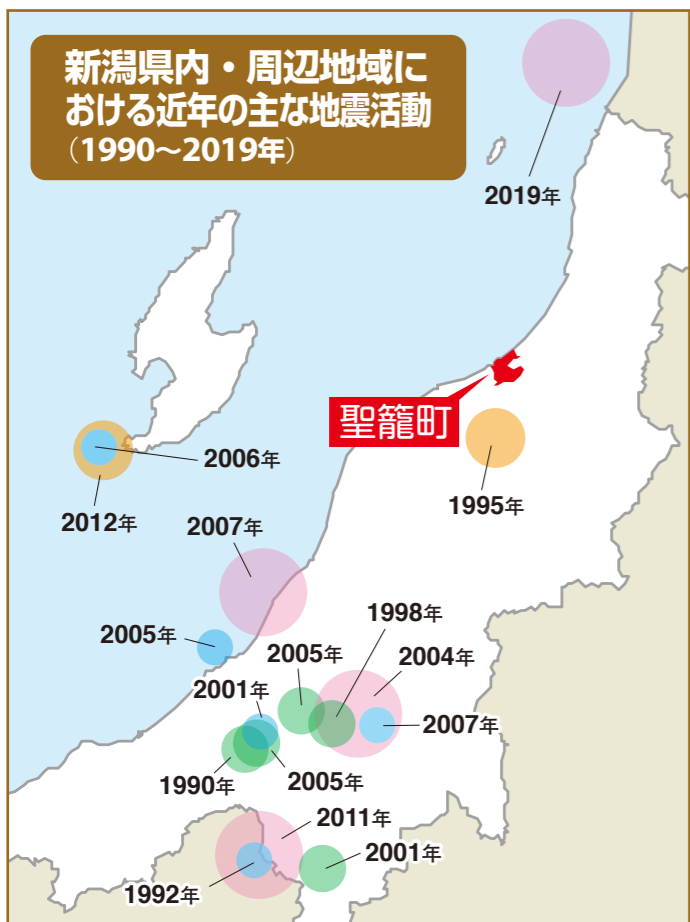 新潟県内・周辺地域に
おける近年の主な地震活動
（1990～2019年）
2019年
聖籠町
2006年
2012年
1995年
2007年
2005年
1998年
2005年
2004年
2001年
2007年
2005年
1990年
2011年
2001年
1992年